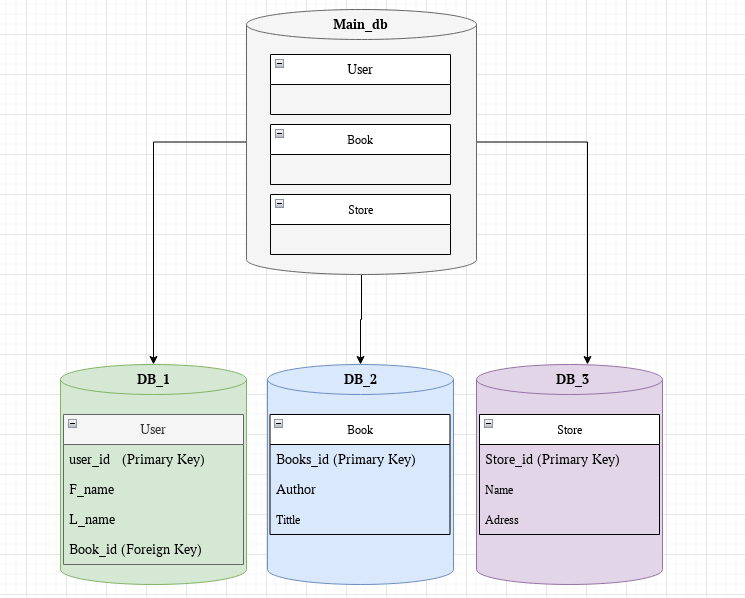 Main_db
User
Book
Store
DB_1
User
user_id (Primary Key)
F_name
L_name
Book_id (Foreign Key)
DB_2
Book
Books_id (Primary Key)
Author
Tittle
DB_3
Store
Store_id (Primary Key)
Name
Adress